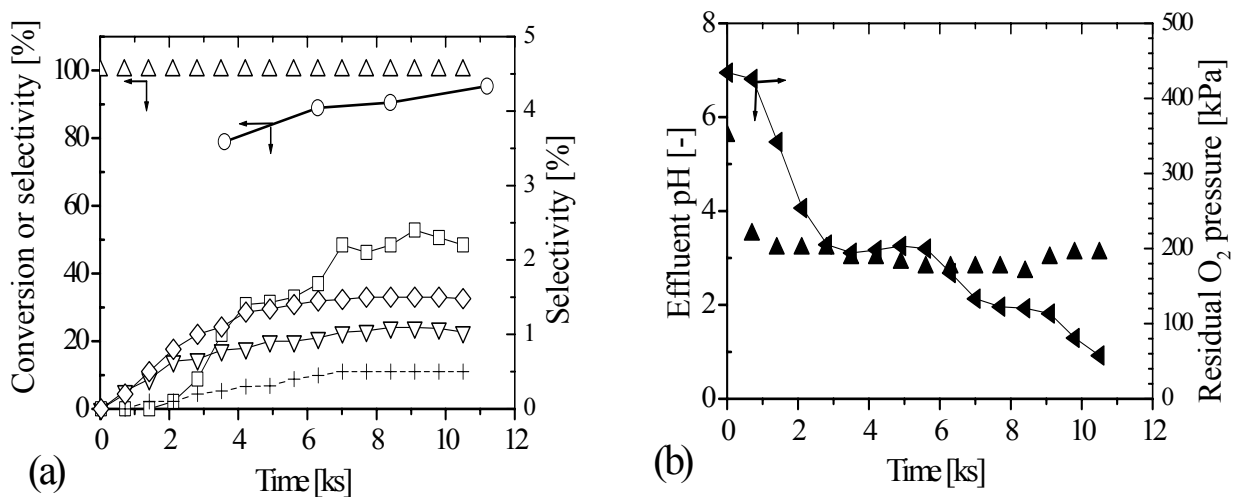 Conversion or selectivity [%]
100
80
60
40
20
0
5
4
3
2
1
0
Selectivity [%]
0 2 4 6 8 10 12
Time [ks]
(a)
Effluent pH [-]
8
6
4
2
0
500
400
300
200
100
0
Residual O2 pressure [kPa]
0 2 4 6 8 10 12
Time [ks]
(b)